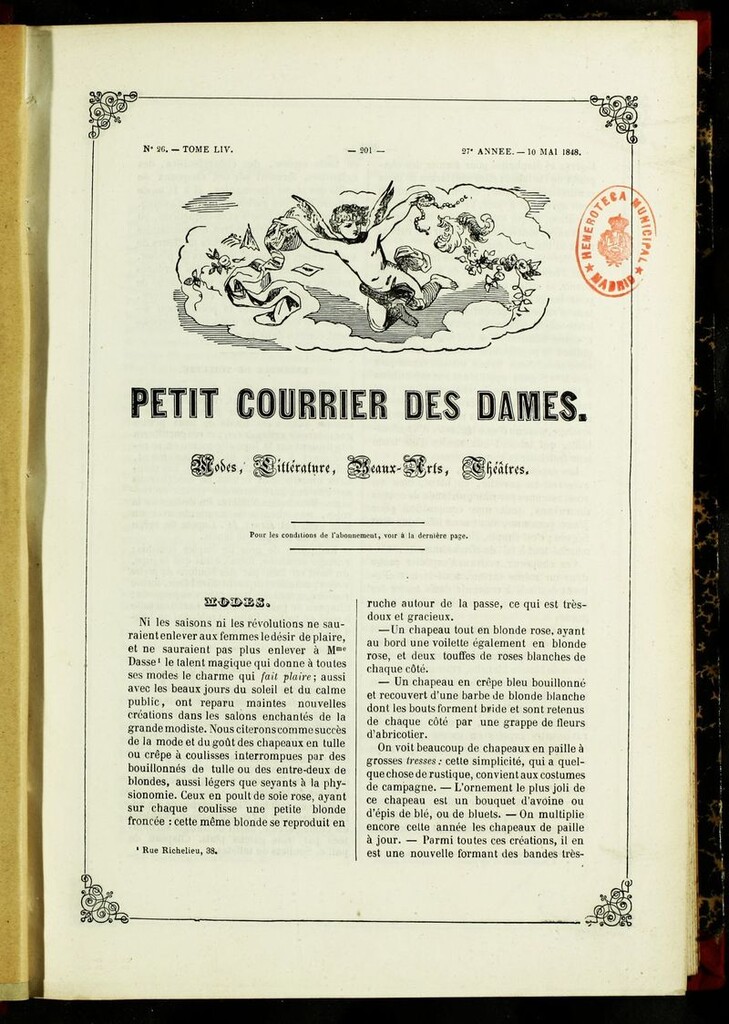 N° 26. — TOME LIV.
— 201 —
27e ANNEE. — 10 MAI 1848.
HEMEROTECA MUNICIPAL
★ MADRID ★
PETIT COURRIER DES DAMES.
Modes, Littérature, Beaux-Arts, Théâtres.
Pour les conditions de l'abonnement, voir à la dernière page.
MODES.
Ni les saisons ni les révolutions ne sau-
raient enlever aux femmes le désir de plaire,
et ne sauraient pas plus enlever à Mme
Dasse¹ le talent magique qui donne à toutes
ses modes le charme qui fait plaire ; aussi
avec les beaux jours du soleil et du calme
public, ont reparu maintes nouvelles
créations dans les salons enchantés de la
grande modiste. Nous citerons comme succès
de la mode et du goût des chapeaux en tulle
ou crêpe à coulisses interrompues par des
bouillonnés de tulle ou des entre-deux de
blondes, aussi légers que seyants à la phy-
sionomie. Ceux en poult de soie rose, ayant
sur chaque coulisse une petite blonde
froncée : cette même blonde se reproduit en
¹ Rue Richelieu, 38.
ruche autour de la passe, ce qui est très-
doux et gracieux.
—Un chapeau tout en blonde rose, ayant
au bord une voilette également en blonde
rose, et deux touffes de roses blanches de
chaque côté.
— Un chapeau en crêpe bleu bouillonné
et recouvert d'une barbe de blonde blanche
dont les bouts forment bride et sont retenus
de chaque côté par une grappe de fleurs
d'abricotier.
On voit beaucoup de chapeaux en paille à
grosses tresses : cette simplicité, qui a quel-
que chose de rustique, convient aux costumes
de campagne. — L'ornement le plus joli de
ce chapeau est un bouquet d'avoine ou
d'épis de blé, ou de bluets. — On multiplie
encore cette année les chapeaux de paille
à jour. — Parmi toutes ces créations, il en
est une nouvelle formant des bandes très-